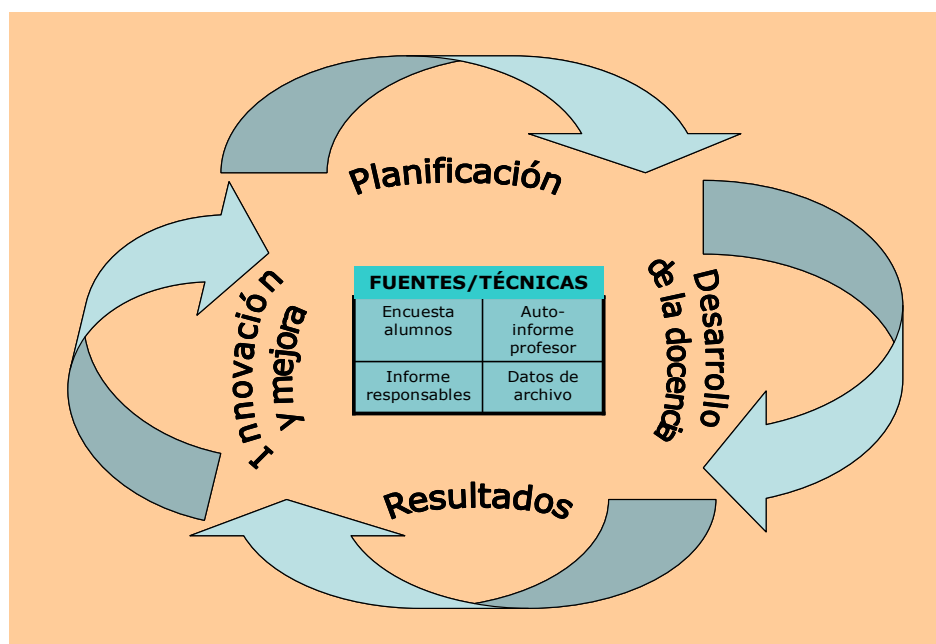 Planificación
Desarrollo
de la docencia
FUENTES/TÉCNICAS
Encuesta
alumnos
Auto-
informe
profesor
Informe
responsables
Datos de
archivo
Resultados
Innovación
y mejora